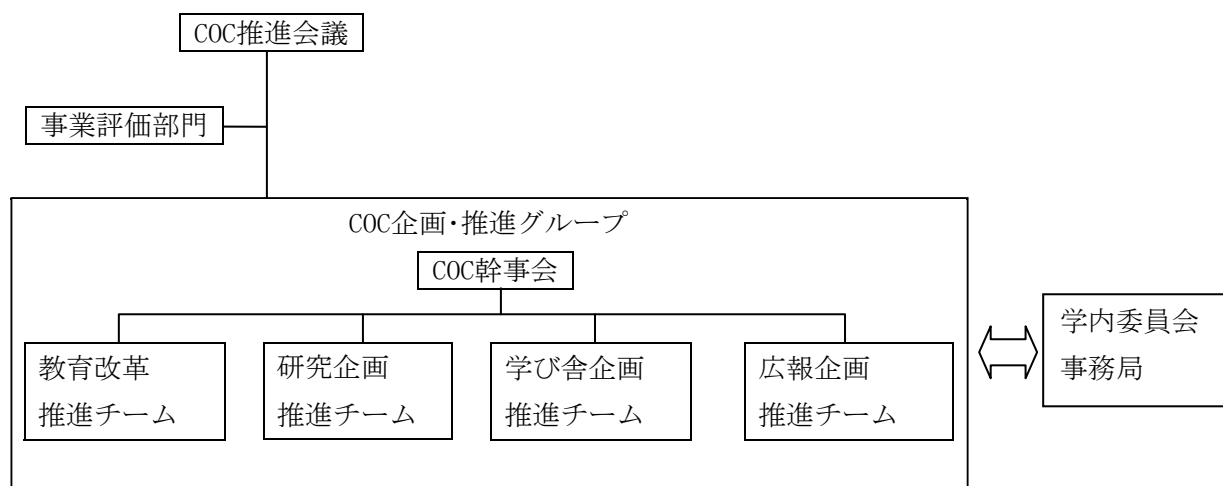 COC推進会議
事業評価部門
COC企画･推進グループ
COC幹事会
教育改革
推進チーム
研究企画
推進チーム
学び舎企画
推進チーム
広報企画
推進チーム
学内委員会
事務局